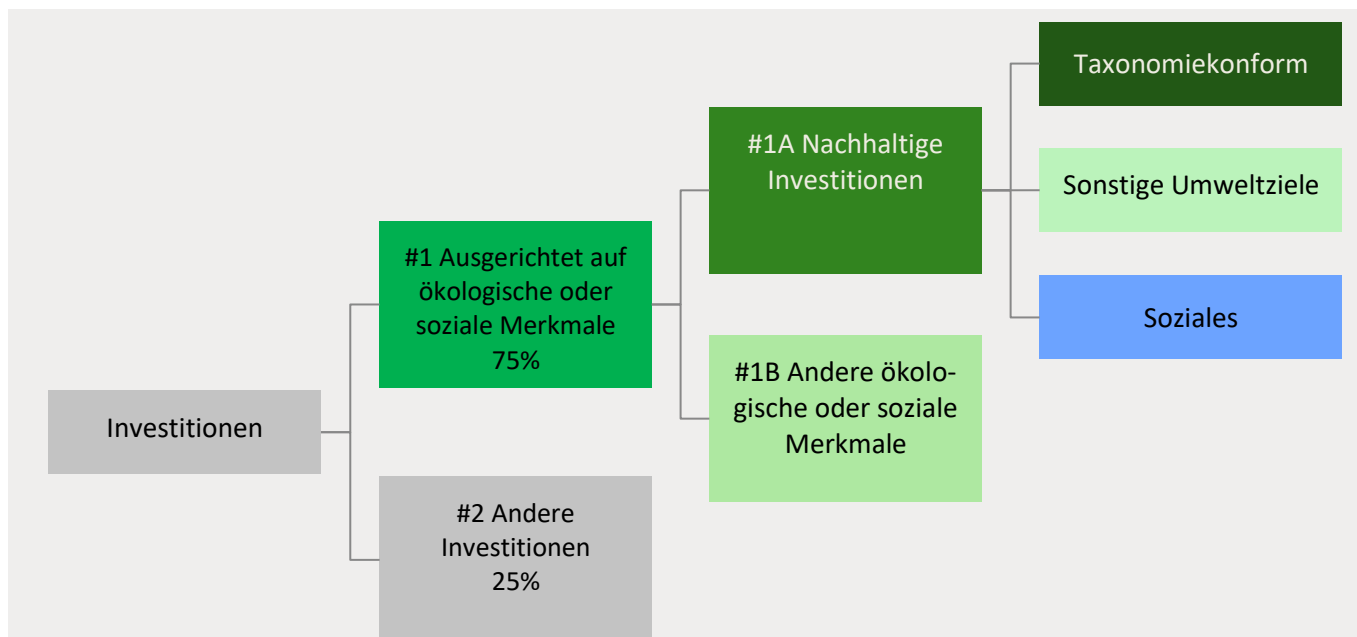 Investitionen
#1 Ausgerichtet auf
ökologische oder
soziale Merkmale
75%
#2 Andere
Investitionen
25%
#1A Nachhaltige
Investitionen
#1B Andere ökolo-
gische oder soziale
Merkmale
Taxonomiekonform
Sonstige Umweltziele
Soziales